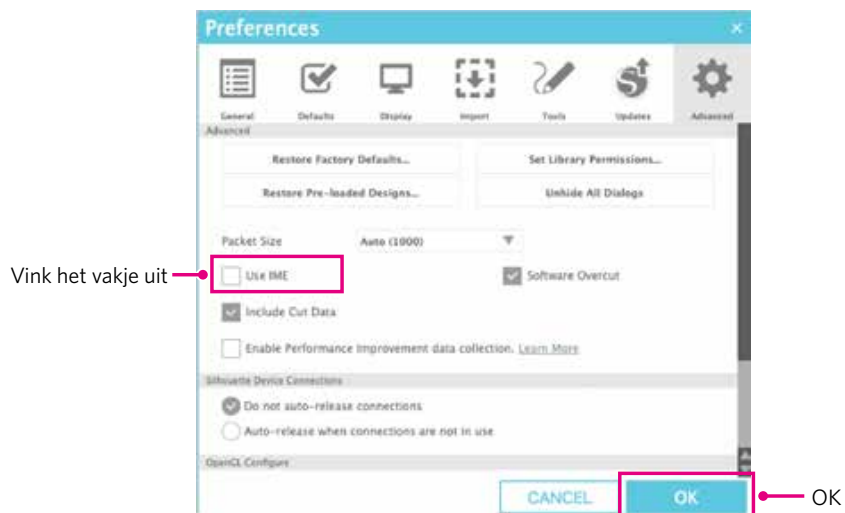 Preferences
General Defaults Display Import Tools Updates Advanced
Advanced
Restore Factory Defaults... Set Library Permissions...
Restore Pre-loaded Designs... Unhide All Dialogs
Packet Size Auto (1000)
Vink het vakje uit Use IME Software Overcut
Include Cut Data
Enable Performance Improvement data collection. Learn More
Silhouette Device Connections
Do not auto-release connections
Auto-release when connections are not in use
OpenCL Configure
CANCEL OK OK